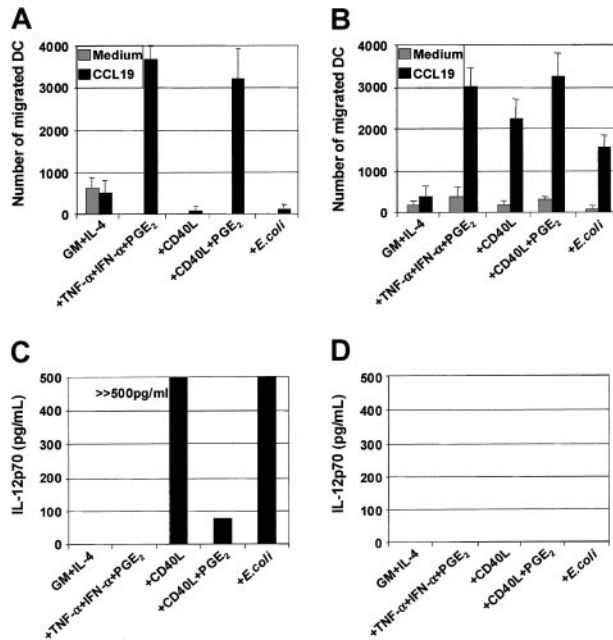 A
Number of migrated DC
4000
3000
2000
1000
0
Medium
CCL19
GM+IL-4
+TNF-α+IFN-α+PGE2
+CD40L
+CD40L+PGE2
+E.coli
B
Number of migrated DC
4000
3000
2000
1000
0
Medium
CCL19
GM+IL-4
+TNF-α+IFN-α+PGE2
+CD40L
+CD40L+PGE2
+E.coli
C
IL-12p70 (pg/mL)
500
400
300
200
100
0
>>500pg/ml
GM+IL-4
+TNF-α+IFN-α+PGE2
+CD40L
+CD40L+PGE2
+E.coli
D
IL-12p70 (pg/mL)
500
400
300
200
100
0
GM+IL-4
+TNF-α+IFN-α+PGE2
+CD40L
+CD40L+PGE2
+E.coli